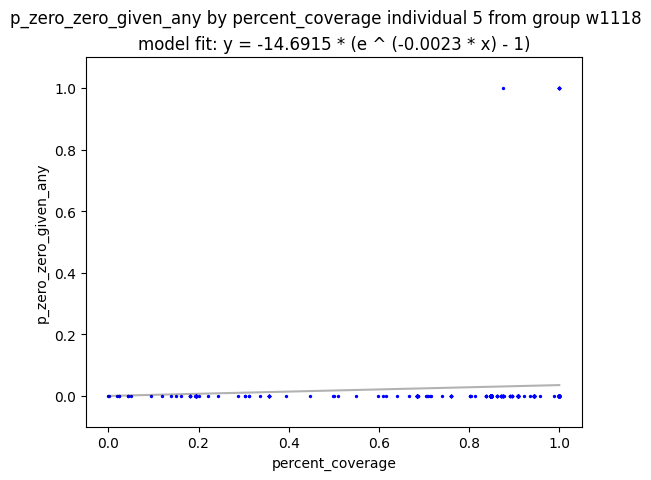 p_zero_zero_given_any by percent_coverage individual 5 from group w1118
model fit: y = -14.6915 * (e ^ (-0.0023 * x) - 1)
1.0
0.8
0.6
0.4
0.2
0.0
p_zero_zero_given_any
0.0 0.2 0.4 0.6 0.8 1.0
percent_coverage